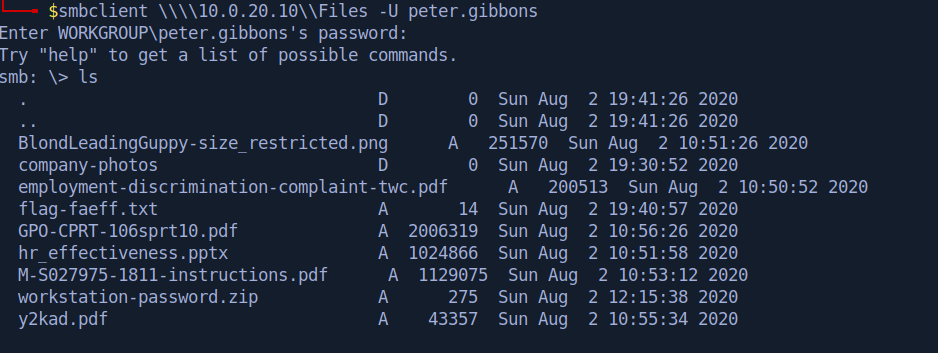 $smbclient \\\\10.0.20.10\\Files -U peter.gibbons
Enter WORKGROUP\peter.gibbons's password:
Try "help" to get a list of possible commands.
smb: \> ls
  .                                   D        0  Sun Aug  2 19:41:26 2020
  ..                                  D        0  Sun Aug  2 19:41:26 2020
  BlondLeadingGuppy-size_restricted.png      A   251570  Sun Aug  2 10:51:26 2020
  company-photos                      D        0  Sun Aug  2 19:30:52 2020
  employment-discrimination-complaint-twc.pdf      A   200513  Sun Aug  2 10:50:52 2020
  flag-faeff.txt                      A       14  Sun Aug  2 19:40:57 2020
  GPO-CPRT-106sprt10.pdf              A  2006319  Sun Aug  2 10:56:26 2020
  hr_effectiveness.pptx               A  1024866  Sun Aug  2 10:51:58 2020
  M-S027975-1811-instructions.pdf      A  1129075  Sun Aug  2 10:53:12 2020
  workstation-password.zip            A      275  Sun Aug  2 12:15:38 2020
  y2kad.pdf                           A    43357  Sun Aug  2 10:55:34 2020